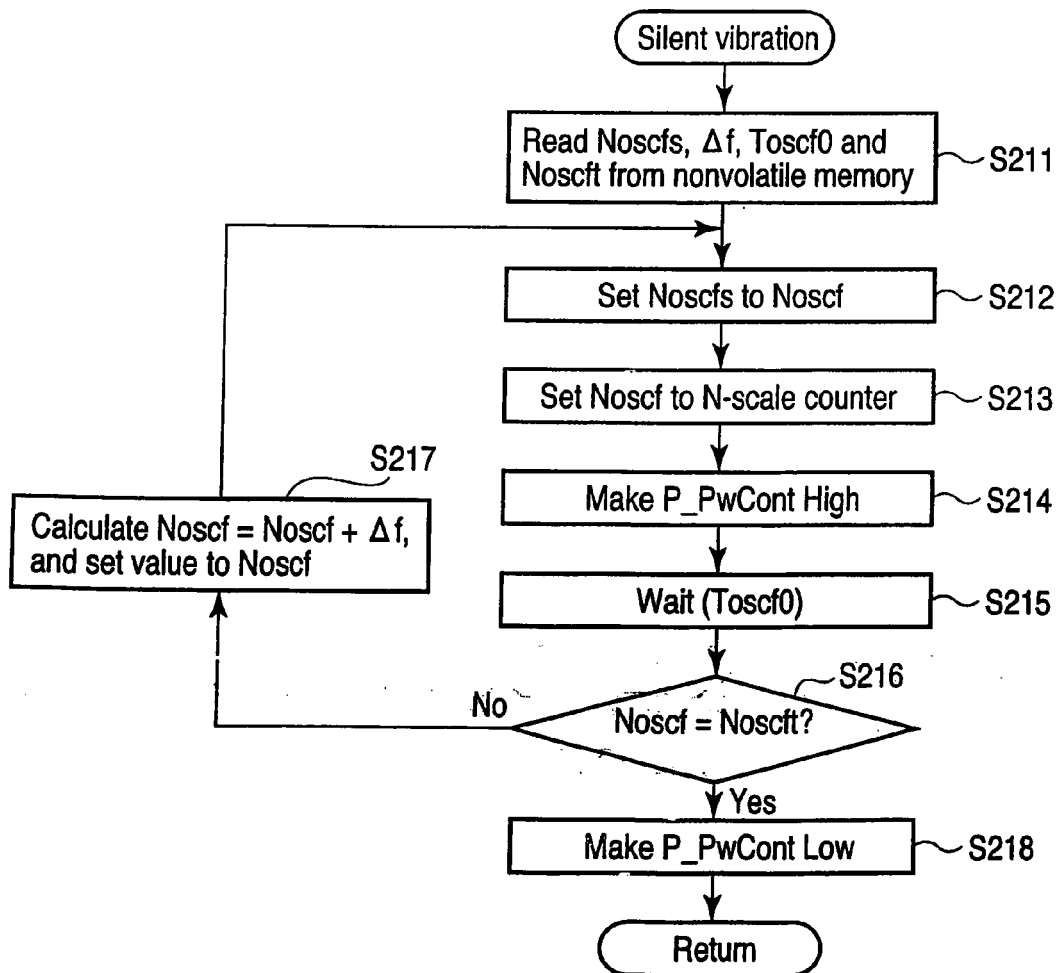 Silent vibration
Read Noscfs, Δf, Toscf0 and
Noscft from nonvolatile memory
S211
Set Noscfs to Noscf
S212
Set Noscf to N-scale counter
S213
S217
Calculate Noscf = Noscf + Δf,
and set value to Noscf
Make P_PwCont High
S214
Wait (Toscf0)
S215
S216
No
Noscf = Noscft?
Yes
Make P_PwCont Low
S218
Return